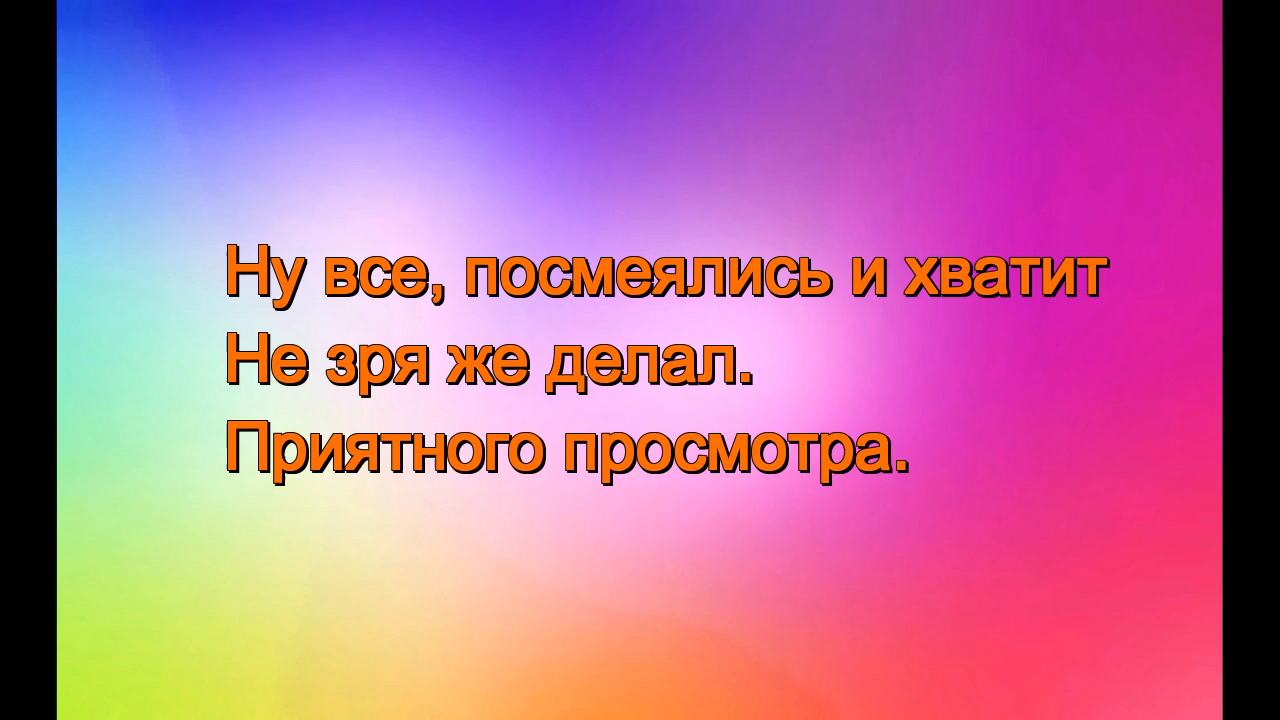 Ну все, посмеялись и хватит
Не зря же делал.
Приятного просмотра.